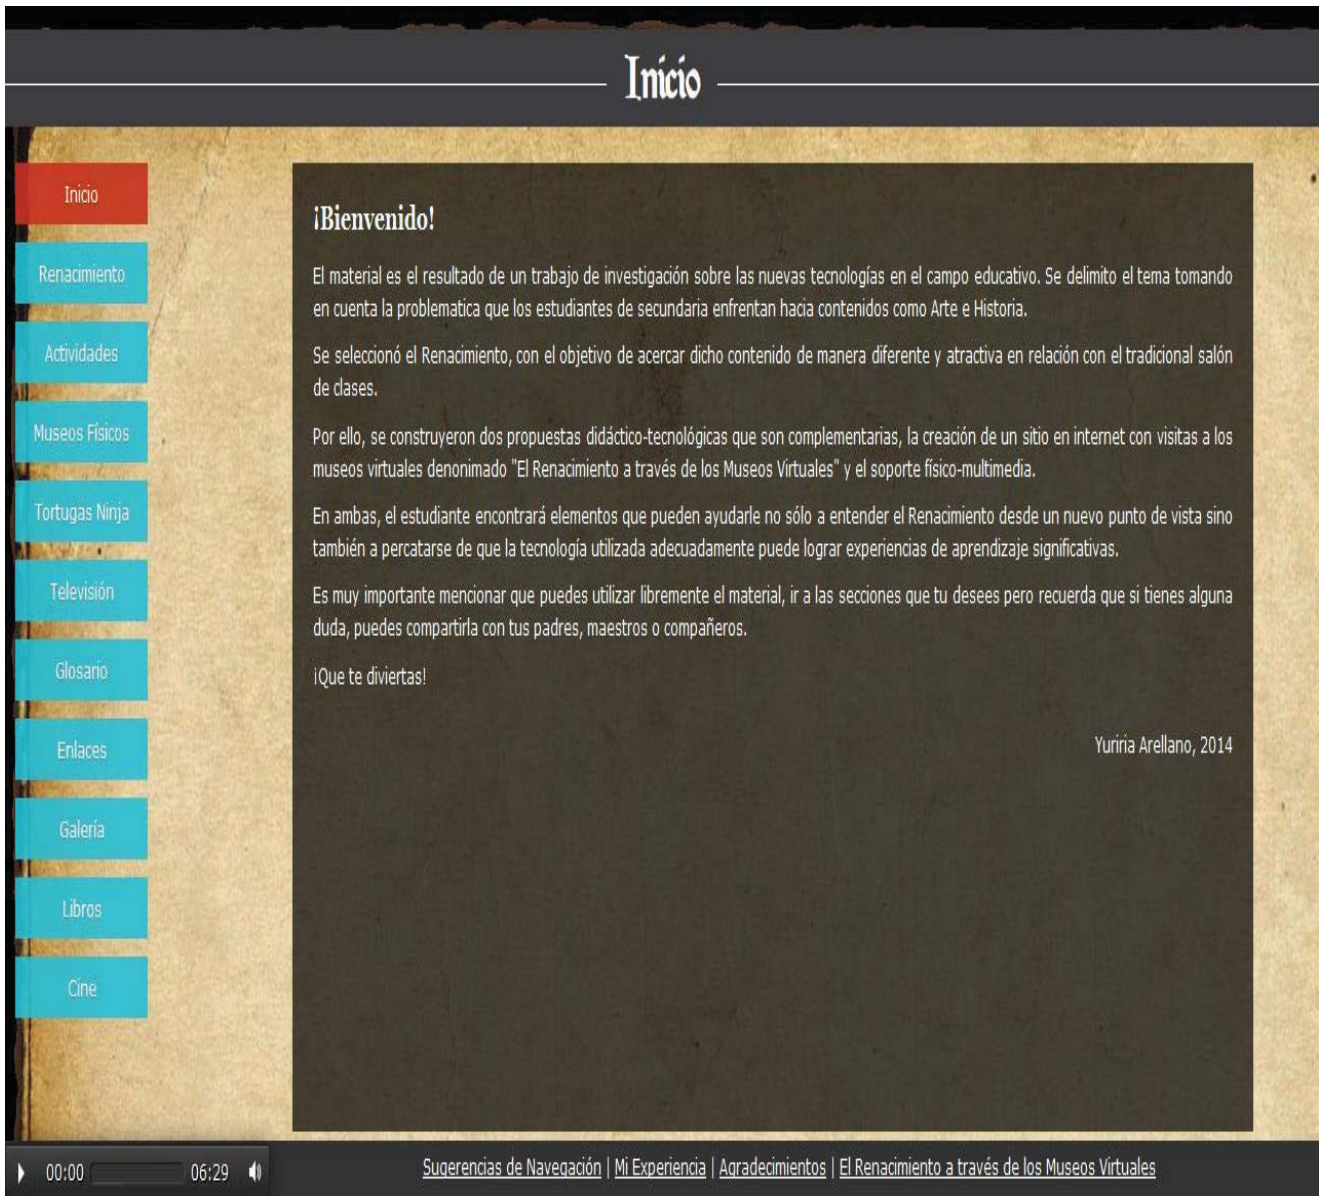 Inicio
Inicio
Renacimiento
Actividades
Museos Físicos
Tortugas Ninja
Televisión
Glosario
Enlaces
Galería
Libros
Cine
¡Bienvenido!
El material es el resultado de un trabajo de investigación sobre las nuevas tecnologías en el campo educativo. Se delimito el tema tomando
en cuenta la problematica que los estudiantes de secundaria enfrentan hacia contenidos como Arte e Historia.
Se seleccionó el Renacimiento, con el objetivo de acercar dicho contenido de manera diferente y atractiva en relación con el tradicional salón
de clases.
Por ello, se construyeron dos propuestas didáctico-tecnológicas que son complementarias, la creación de un sitio en internet con visitas a los
museos virtuales denonimado "El Renacimiento a través de los Museos Virtuales" y el soporte físico-multimedia.
En ambas, el estudiante encontrará elementos que pueden ayudarle no sólo a entender el Renacimiento desde un nuevo punto de vista sino
también a percatarse de que la tecnología utilizada adecuadamente puede lograr experiencias de aprendizaje significativas.
Es muy importante mencionar que puedes utilizar libremente el material, ir a las secciones que tu desees pero recuerda que si tienes alguna
duda, puedes compartirla con tus padres, maestros o compañeros.
¡Que te diviertas!
Yuriria Arellano, 2014
00:00 06:29
Sugerencias de Navegación | Mi Experiencia | Agradecimientos | El Renacimiento a través de los Museos Virtuales